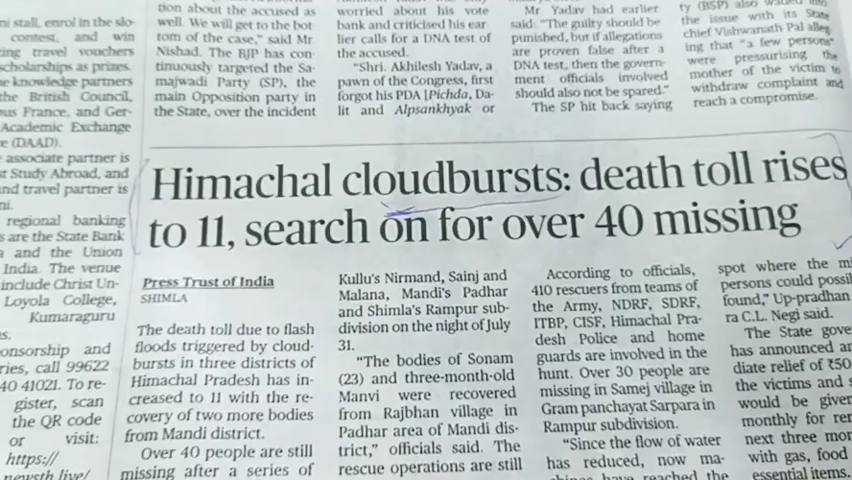 ni stall, enrol in the slo-
contest, and win
ing travel vouchers
scholarships as prizes.
e knowledge partners
the British Council,
us France, and Ger-
Academic Exchange
e (DAAD).
associate partner is
t Study Abroad, and
nd travel partner is
ni.
regional banking
s are the State Bank
a and the Union
India. The venue
include Christ Un-
Loyola College,
Kumaraguru
s.
onsorship and
ries, call 99622
40 41021. To re-
gister, scan
the QR code
or visit:
https://
newsth.live/
tion about the accused as
well. We will get to the bot-
tom of the case,” said Mr
Nishad. The BJP has con-
tinuously targeted the Sa-
majwadi Party (SP), the
main Opposition party in
the State, over the incident
worried about his vote
bank and criticised his ear
lier calls for a DNA test of
the accused.
“Shri. Akhilesh Yadav, a
pawn of the Congress, first
forgot his PDA [Pichda, Da-
lit and Alpsankhyak or
Mr. Yadav had earlier
said: “The guilty should be
punished, but if allegations
are proven false after a
DNA test, then the govern-
ment officials involved
should also not be spared.”
The SP hit back saying
ty (BSP) also waded into
the issue with its State
chief Vishwanath Pal alleg
ing that “a few persons
were pressurising the
mother of the victim to
withdraw complaint and
reach a compromise.
Himachal cloudbursts: death toll rises
to 11, search on for over 40 missing
Press Trust of India
SHIMLA
The death toll due to flash
floods triggered by cloud-
bursts in three districts of
Himachal Pradesh has in-
creased to 11 with the re-
covery of two more bodies
from Mandi district.
Over 40 people are still
missing after a series of
Kullu's Nirmand, Sainj and
Malana, Mandi's Padhar
and Shimla's Rampur sub-
division on the night of July
31.
“The bodies of Sonam
(23) and three-month-old
Manvi were recovered
from Rajbhan village in
Padhar area of Mandi dis-
trict,” officials said. The
rescue operations are still
According to officials,
410 rescuers from teams of
the Army, NDRF, SDRF,
ITBP, CISF, Himachal Pra-
desh Police and home
guards are involved in the
hunt. Over 30 people are
missing in Samej village in
Gram panchayat Sarpara in
Rampur subdivision.
“Since the flow of water
has reduced, now ma-
chines have reached the
spot where the mi
persons could possil
found,” Up-pradhan
ra C.L. Negi said.
The State gove
has announced an
diate relief of ₹50
the victims and s
would be given
monthly for ren
next three mon
with gas, food
essential items.